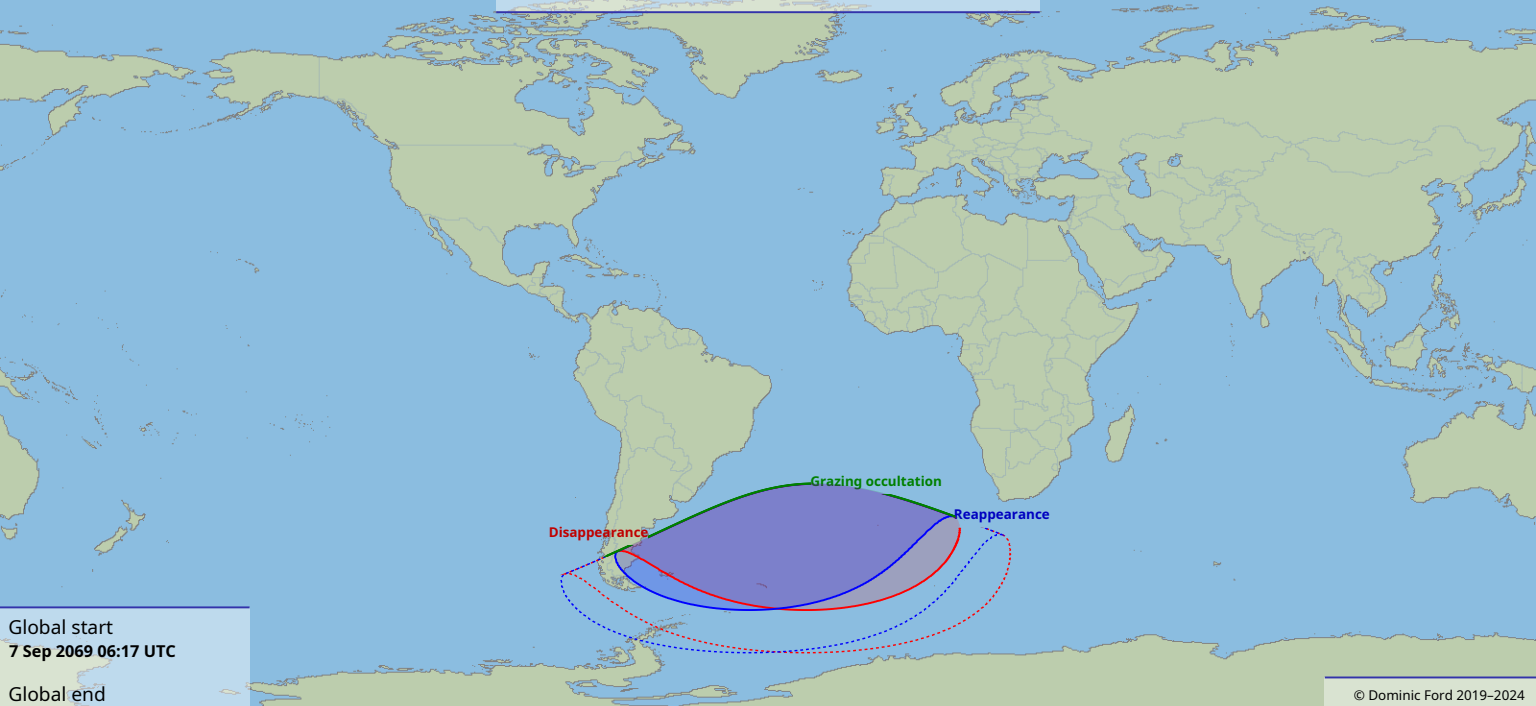 Grazing occultation
Reappearance
Disappearance
Global start
7 Sep 2069 06:17 UTC
Global end
© Dominic Ford 2019–2024